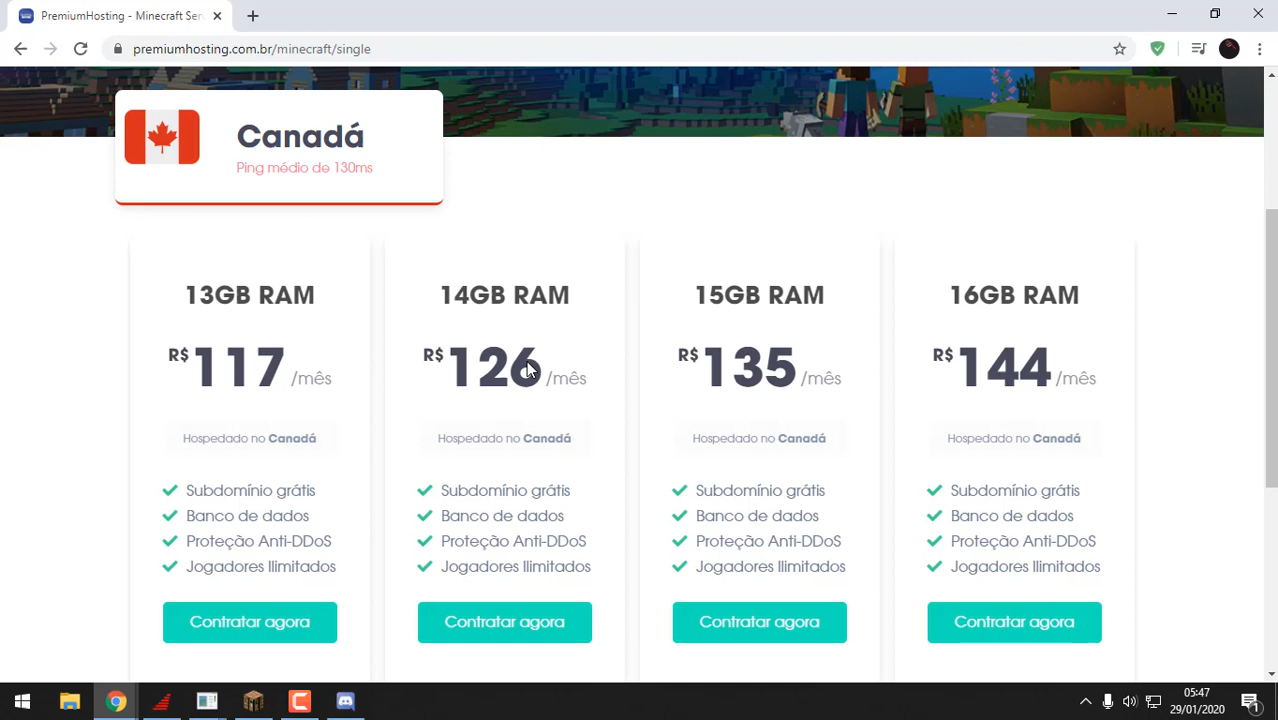 PremiumHosting - Minecraft Ser
premiumhosting.com.br/minecraft/single
Canadá
Ping médio de 130ms
13GB RAM
R$ 117 /mês
Hospedado no Canadá
Subdomínio grátis
Banco de dados
Proteção Anti-DDoS
Jogadores Ilimitados
Contratar agora
14GB RAM
R$ 126 /mês
Hospedado no Canadá
Subdomínio grátis
Banco de dados
Proteção Anti-DDoS
Jogadores Ilimitados
Contratar agora
15GB RAM
R$ 135 /mês
Hospedado no Canadá
Subdomínio grátis
Banco de dados
Proteção Anti-DDoS
Jogadores Ilimitados
Contratar agora
16GB RAM
R$ 144 /mês
Hospedado no Canadá
Subdomínio grátis
Banco de dados
Proteção Anti-DDoS
Jogadores Ilimitados
Contratar agora
05:47
29/01/2020
1